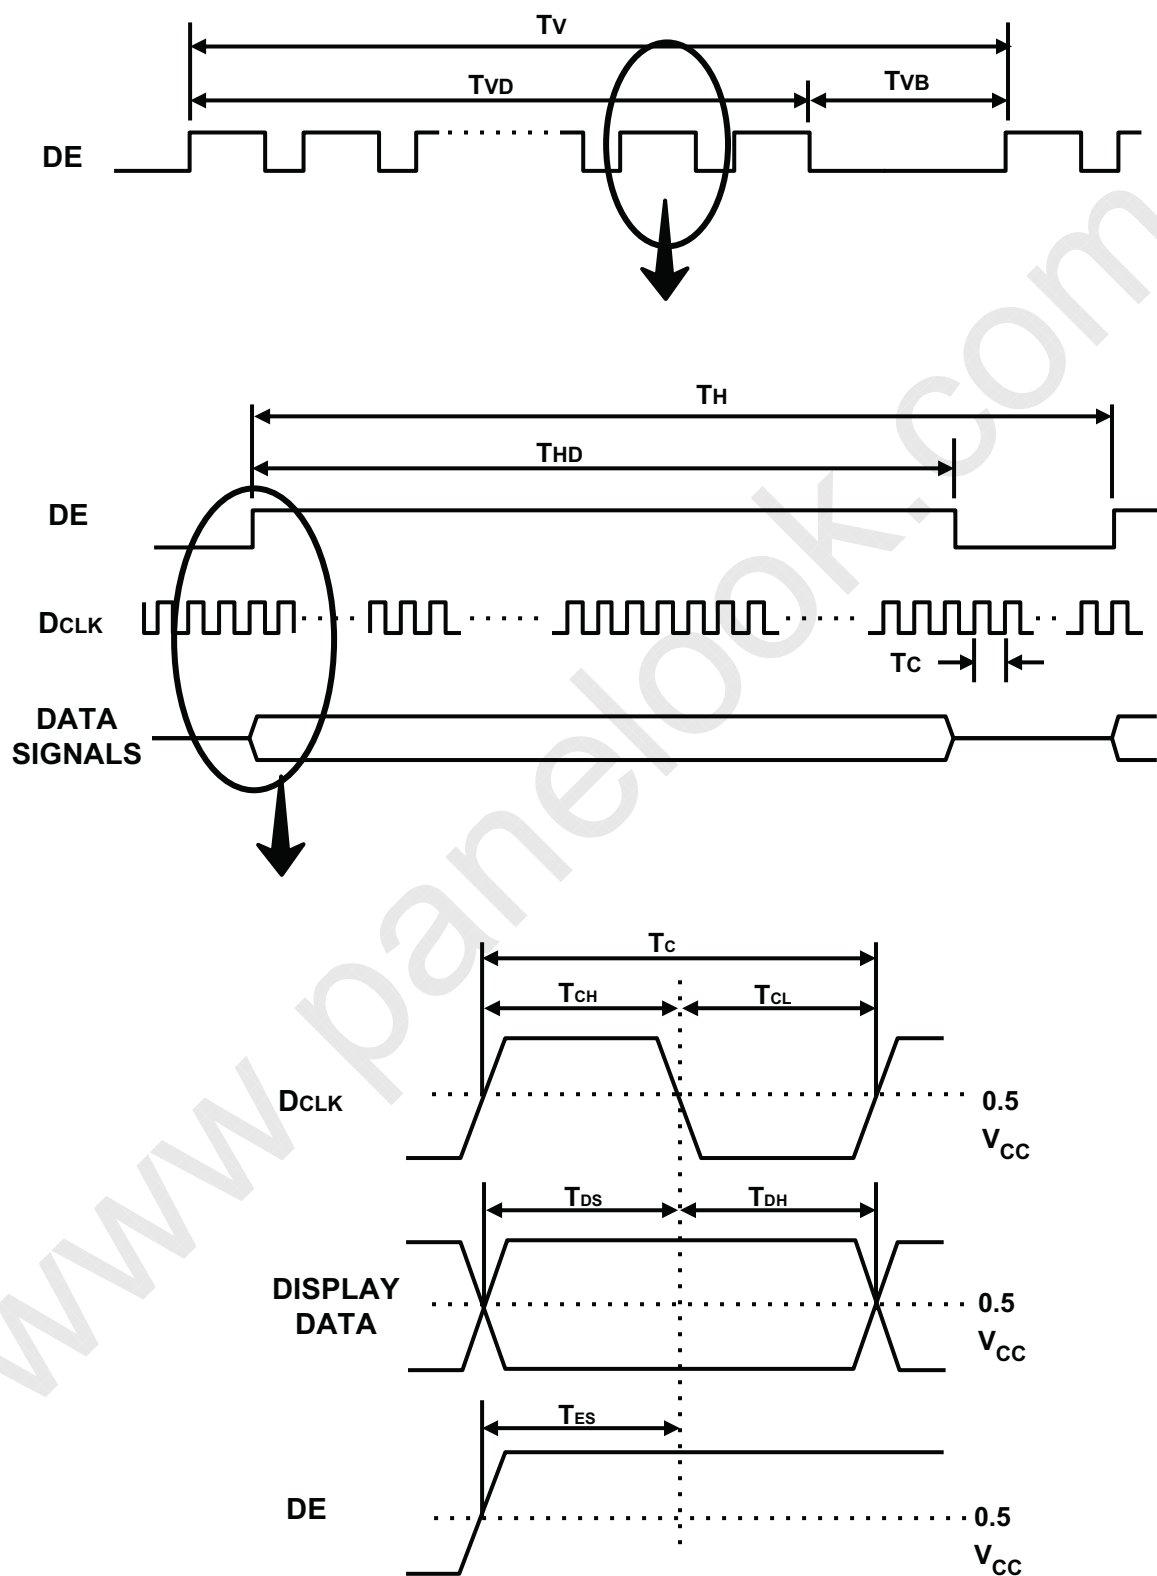 TV
TVD
TVB
DE
TH
THD
DE
DCLK
TC
DATA
SIGNALS
TC
TCH
TCL
DCLK
0.5
VCC
TDS
TDH
DISPLAY
DATA
0.5
VCC
TES
DE
0.5
VCC
www.panelook.com